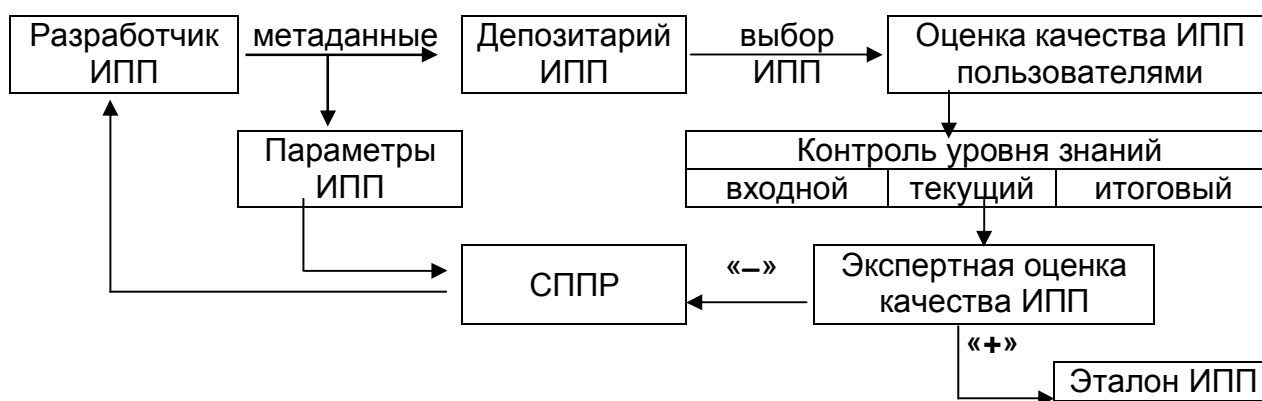 Разработчик
ИПП
метаданные
Депозитарий
ИПП
выбор
ИПП
Оценка качества ИПП
пользователями
Параметры
ИПП
Контроль уровня знаний
входной
текущий
итоговый
СППР
«–»
Экспертная оценка
качества ИПП
«+»
Эталон ИПП